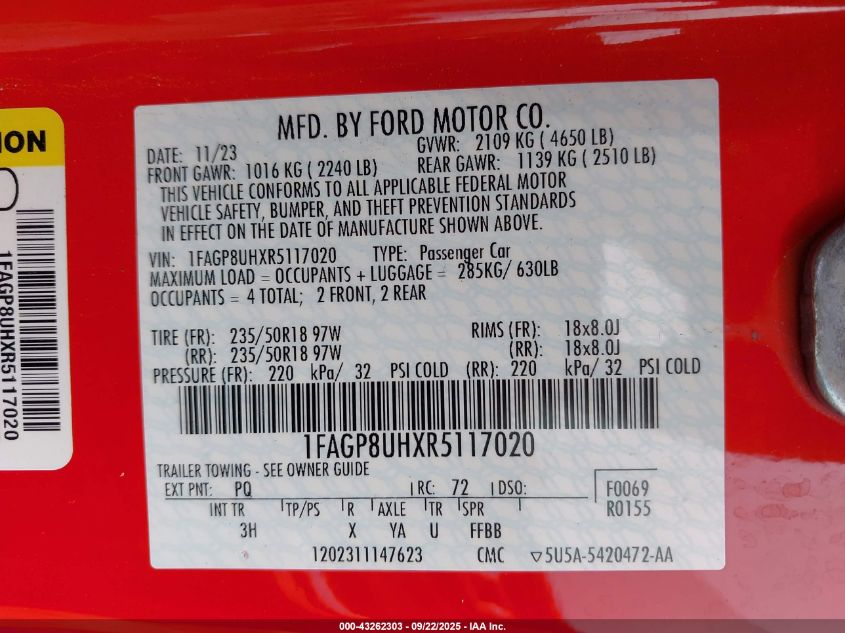 ION
1FAGP8UHXR5117020
MFD. BY FORD MOTOR CO.
DATE: 11/23
GVWR: 2109 KG ( 4650 LB)
FRONT GAWR: 1016 KG ( 2240 LB)
REAR GAWR: 1139 KG ( 2510 LB)
THIS VEHICLE CONFORMS TO ALL APPLICABLE FEDERAL MOTOR
VEHICLE SAFETY, BUMPER, AND THEFT PREVENTION STANDARDS
IN EFFECT ON THE DATE OF MANUFACTURE SHOWN ABOVE.
VIN: 1FAGP8UHXR5117020 TYPE: Passenger Car
MAXIMUM LOAD = OCCUPANTS + LUGGAGE = 285KG/ 630LB
OCCUPANTS = 4 TOTAL; 2 FRONT, 2 REAR
TIRE (FR): 235/50R18 97W RIMS (FR): 18x8.0J
(RR): 235/50R18 97W (RR): 18x8.0J
PRESSURE (FR): 220 kPa/ 32 PSI COLD (RR): 220 kPa/ 32 PSI COLD
1FAGP8UHXR5117020
TRAILER TOWING - SEE OWNER GUIDE
EXT PNT: PQ RC: 72 DSO: F0069
INT TR TP/PS R AXLE TR SPR R0155
3H X YA U FFBB
1202311147623 CMC ▽5U5A-5420472-AA
000-43262303 - 09/22/2025 - IAA Inc.